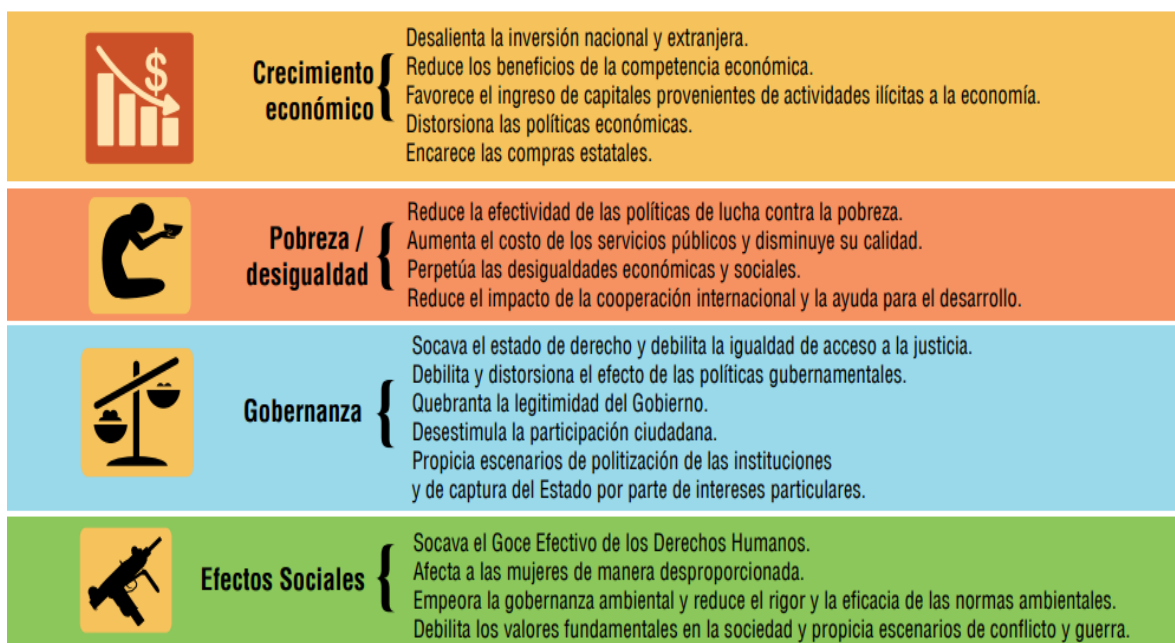 $
Crecimiento
económico
Desalienta la inversión nacional y extranjera.
Reduce los beneficios de la competencia económica.
Favorece el ingreso de capitales provenientes de actividades ilícitas a la economía.
Distorsiona las políticas económicas.
Encarece las compras estatales.
Pobreza /
desigualdad
Reduce la efectividad de las políticas de lucha contra la pobreza.
Aumenta el costo de los servicios públicos y disminuye su calidad.
Perpetúa las desigualdades económicas y sociales.
Reduce el impacto de la cooperación internacional y la ayuda para el desarrollo.
Gobernanza
Socava el estado de derecho y debilita la igualdad de acceso a la justicia.
Debilita y distorsiona el efecto de las políticas gubernamentales.
Quebranta la legitimidad del Gobierno.
Desestimula la participación ciudadana.
Propicia escenarios de politización de las instituciones
y de captura del Estado por parte de intereses particulares.
Efectos Sociales
Socava el Goce Efectivo de los Derechos Humanos.
Afecta a las mujeres de manera desproporcionada.
Empeora la gobernanza ambiental y reduce el rigor y la eficacia de las normas ambientales.
Debilita los valores fundamentales en la sociedad y propicia escenarios de conflicto y guerra.